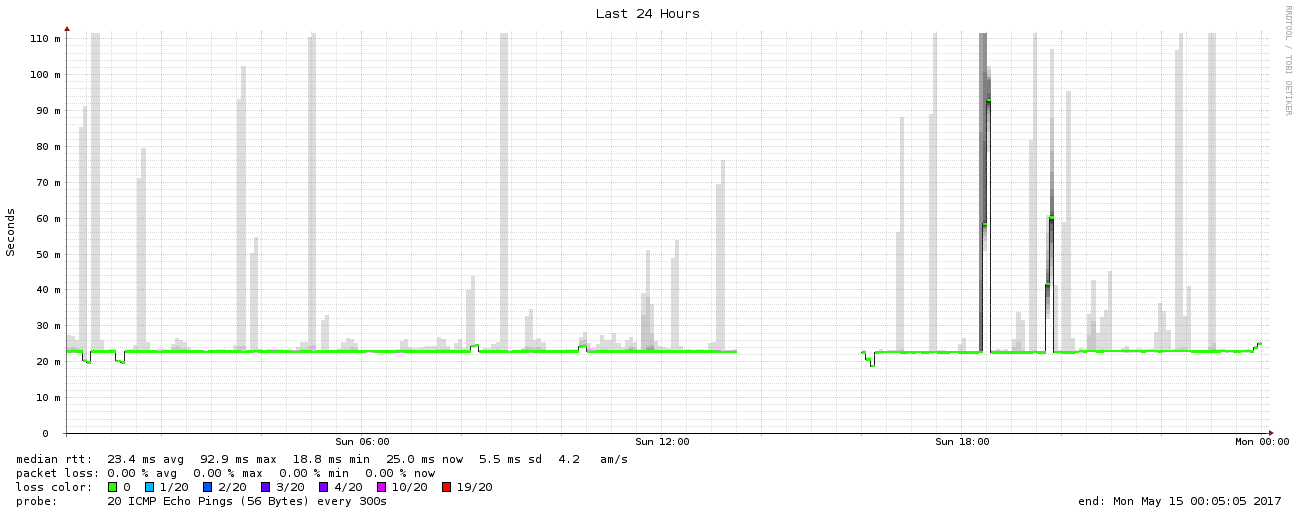 Last 24 Hours
RRDTOOL / TOBI OETIKER
Seconds
110 m
100 m
90 m
80 m
70 m
60 m
50 m
40 m
30 m
20 m
10 m
0
Sun 06:00 Sun 12:00 Sun 18:00 Mon 00:00
median rtt: 23.4 ms avg 92.9 ms max 18.8 ms min 25.0 ms now 5.5 ms sd 4.2 am/s
packet loss: 0.00 % avg 0.00 % max 0.00 % min 0.00 % now
loss color: 0 1/20 2/20 3/20 4/20 10/20 19/20
probe: 20 ICMP Echo Pings (56 Bytes) every 300s end: Mon May 15 00:05:05 2017